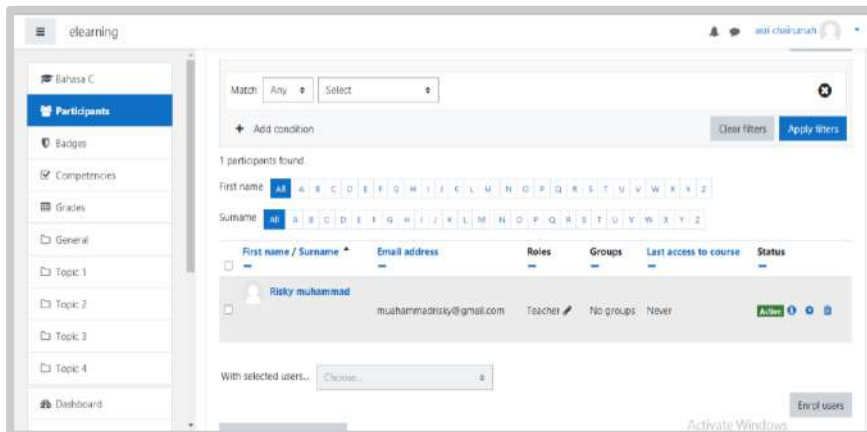 elearning
asri chairumah
Bahasa C
Participants
Badges
Competencies
Grades
General
Topic 1
Topic 2
Topic 3
Topic 4
Dashboard
Match Any Select
+ Add condition
Clear filters Apply filters
1 participants found
First name All A B C D E F G H I J K L M N O P Q R S T U V W X Y Z
Surname All A B C D E F G H I J K L M N O P Q R S T U V W X Y Z
First name / Surname Email address Roles Groups Last access to course Status
Risky muhammad
muahammadrisky@gmail.com Teacher No groups Never Active
With selected users... Choose...
Enrol users
Activate Windows